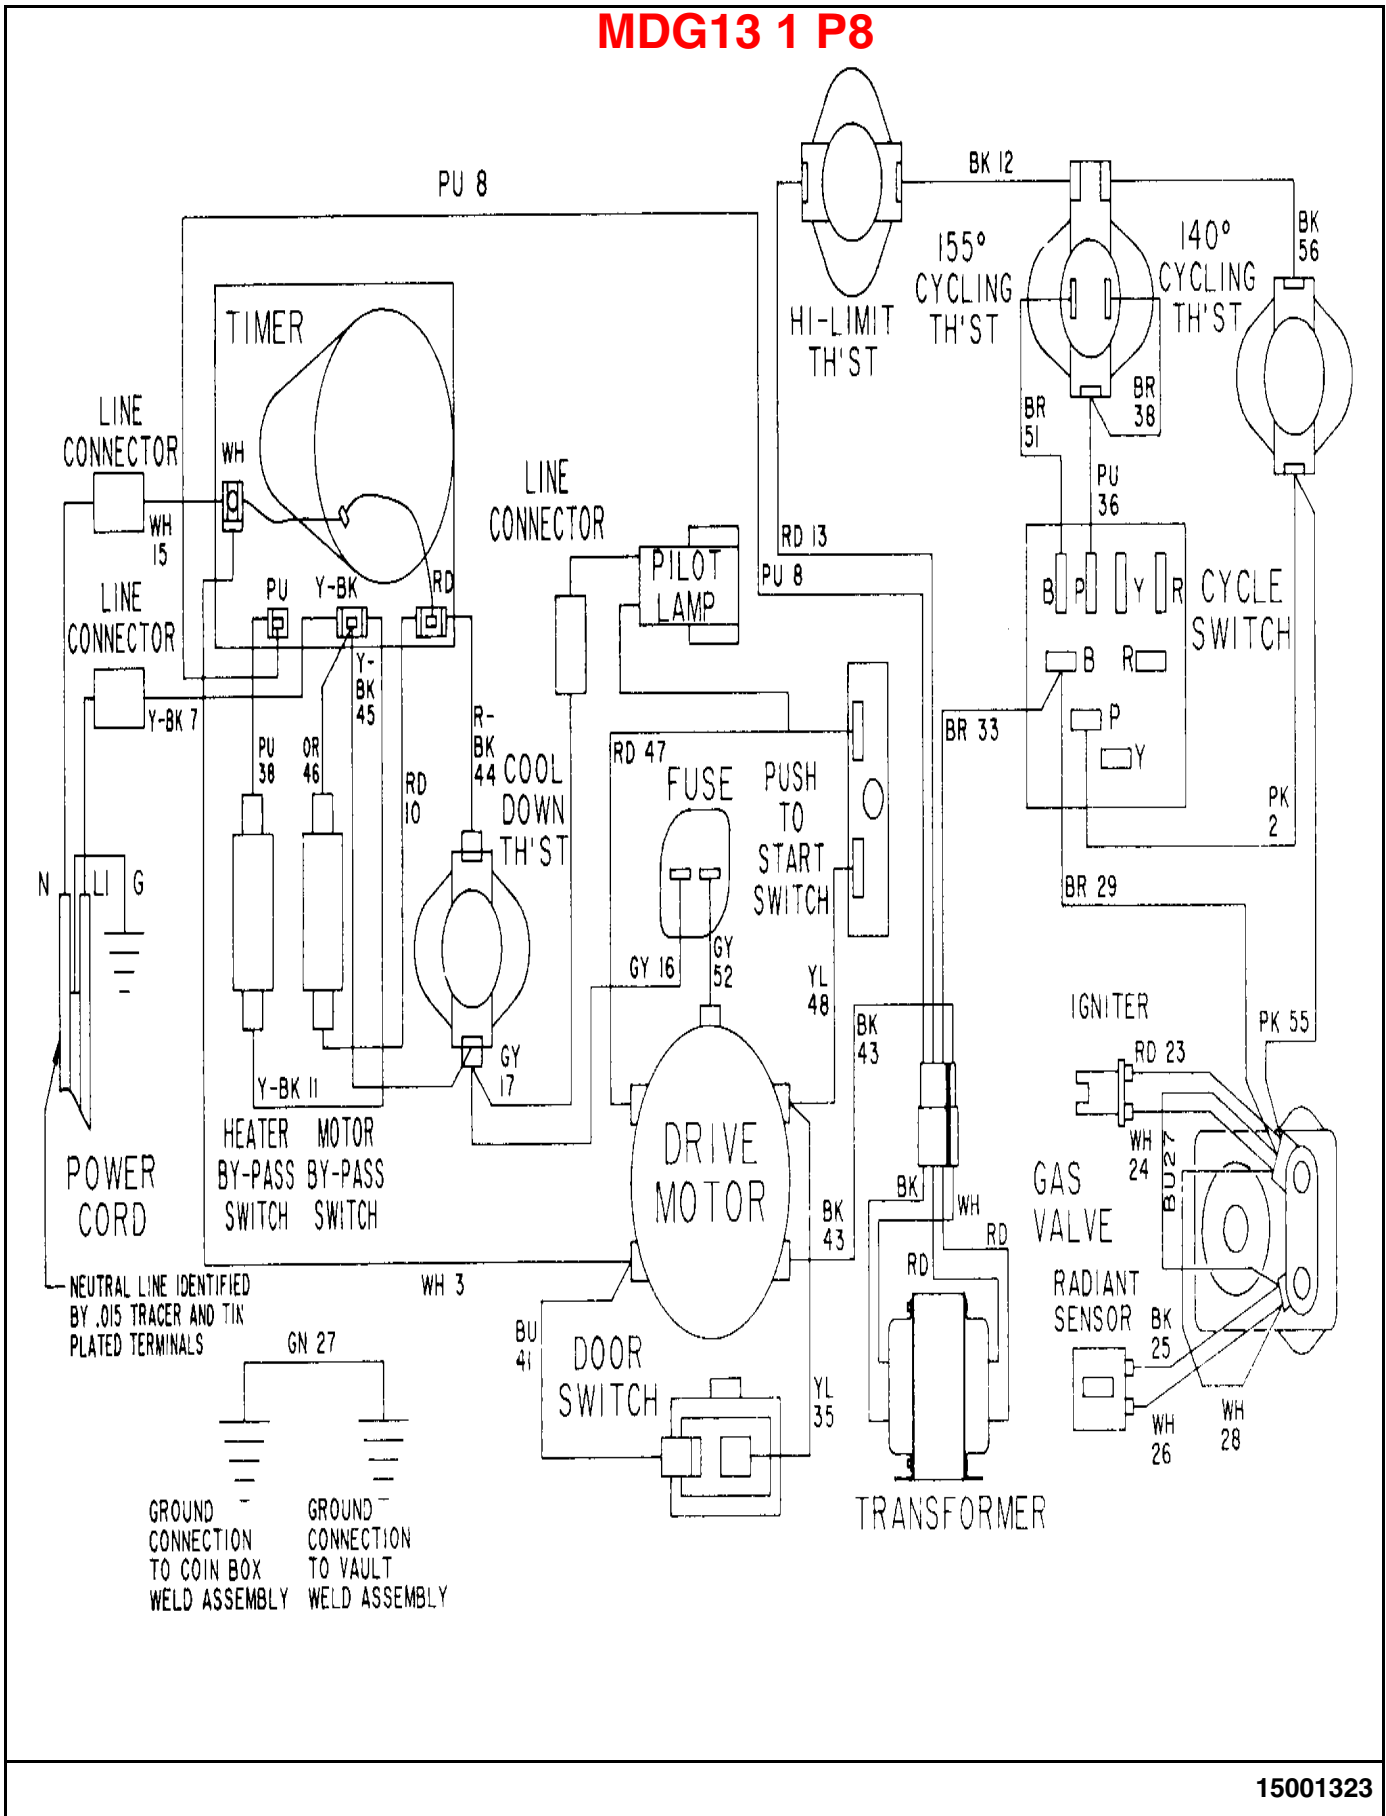 MDG13 1 P8
PU 8
BK 12
BK
56
155°
CYCLING
TH'ST
140°
CYCLING
TH'ST
HI-LIMIT
TH'ST
TIMER
LINE
CONNECTOR
WH
WH
15
LINE
CONNECTOR
BR
51
BR
38
PU
36
RD 13
PU 8
PILOT
LAMP
PU
Y-BK
RD
LINE
CONNECTOR
B
P
Y
R
CYCLE
SWITCH
B
R
P
Y
Y-BK 7
Y-
BK
45
R-
BK
44
PU
38
OR
46
RD
10
COOL
DOWN
TH'ST
RD 47
FUSE
PUSH
TO
START
SWITCH
BR 33
PK
2
BR 29
N
L1
G
GY 16
GY
52
YL
48
BK
43
IGNITER
PK 55
RD 23
GY
17
Y-BK 11
HEATER
BY-PASS
SWITCH
MOTOR
BY-PASS
SWITCH
POWER
CORD
DRIVE
MOTOR
BK
43
BK
WH
RD
RD
WH
24
BU27
GAS
VALVE
RADIANT
SENSOR
BK
25
WH
26
WH
28
NEUTRAL LINE IDENTIFIED
BY .015 TRACER AND TIN
PLATED TERMINALS
WH 3
GN 27
BU
41
DOOR
SWITCH
YL
35
TRANSFORMER
GROUND
CONNECTION
TO COIN BOX
WELD ASSEMBLY
GROUND
CONNECTION
TO VAULT
WELD ASSEMBLY
15001323